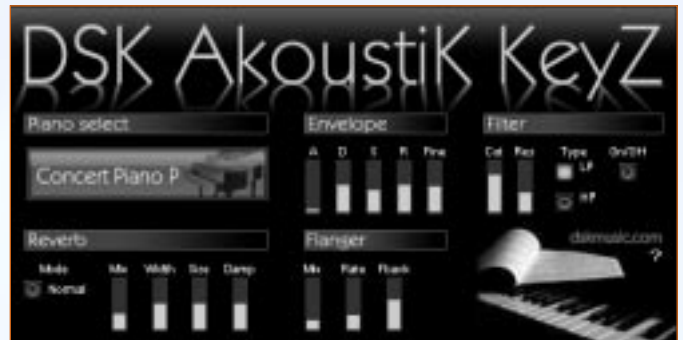 DSK AkoustiK KeyZ
Piano select
Envelope
Filter
A D S R Fine
Cut Res Type On/Off
LP
Concert Piano P
HP
Reverb
Flanger
dskmusic.com
?
Mode Mix Width Size Damp
Mix Rate Fback
Normal